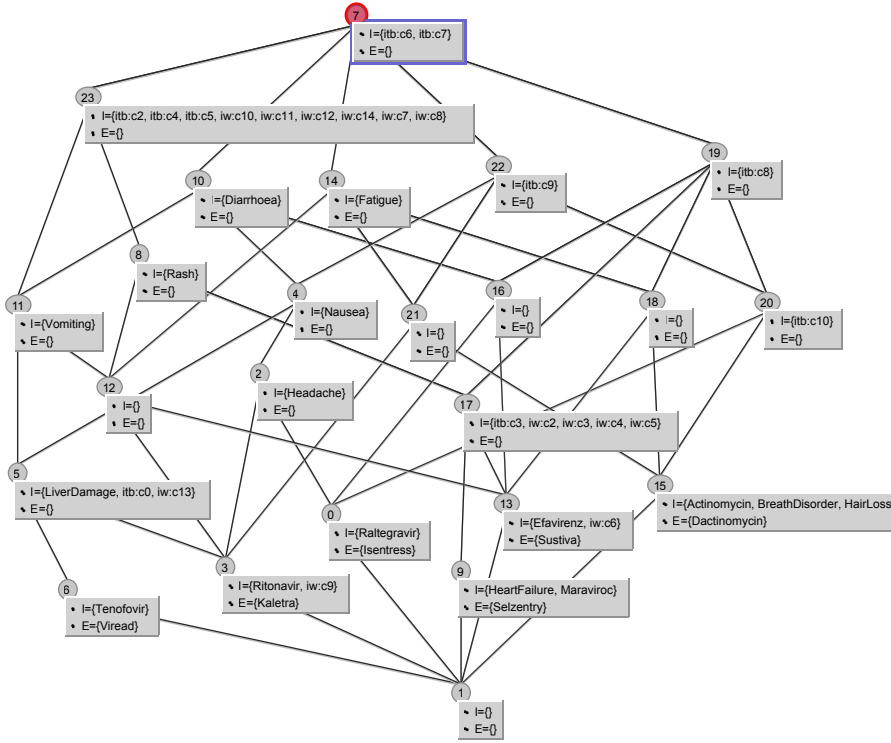 7
I={itb:c6, itb:c7}
E={}
23
I={itb:c2, itb:c4, itb:c5, iw:c10, iw:c11, iw:c12, iw:c14, iw:c7, iw:c8}
E={}
19
I={itb:c8}
E={}
10
I={Diarrhoea}
E={}
14
I={Fatigue}
E={}
22
I={itb:c9}
E={}
8
I={Rash}
E={}
11
I={Vomiting}
E={}
4
I={Nausea}
E={}
21
I={}
E={}
16
I={}
E={}
18
I={}
E={}
20
I={itb:c10}
E={}
12
I={}
E={}
2
I={Headache}
E={}
17
I={itb:c3, iw:c2, iw:c3, iw:c4, iw:c5}
E={}
5
I={LiverDamage, itb:c0, iw:c13}
E={}
0
I={Raltegravir}
E={Isentress}
13
I={Efavirenz, iw:c6}
E={Sustiva}
15
I={Actinomycin, BreathDisorder, HairLoss
E={Dactinomycin}
3
I={Ritonavir, iw:c9}
E={Kaletra}
9
I={HeartFailure, Maraviroc}
E={Selzentry}
6
I={Tenofovir}
E={Viread}
1
I={}
E={}